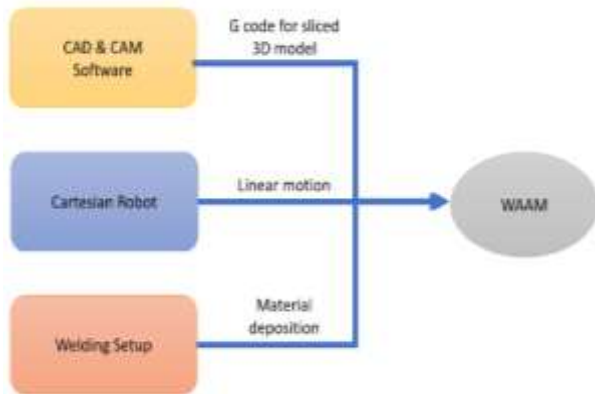 CAD & CAM
Software
G code for sliced
3D model
Cartesian Robot
Linear motion
WAAM
Material
deposition
Welding Setup